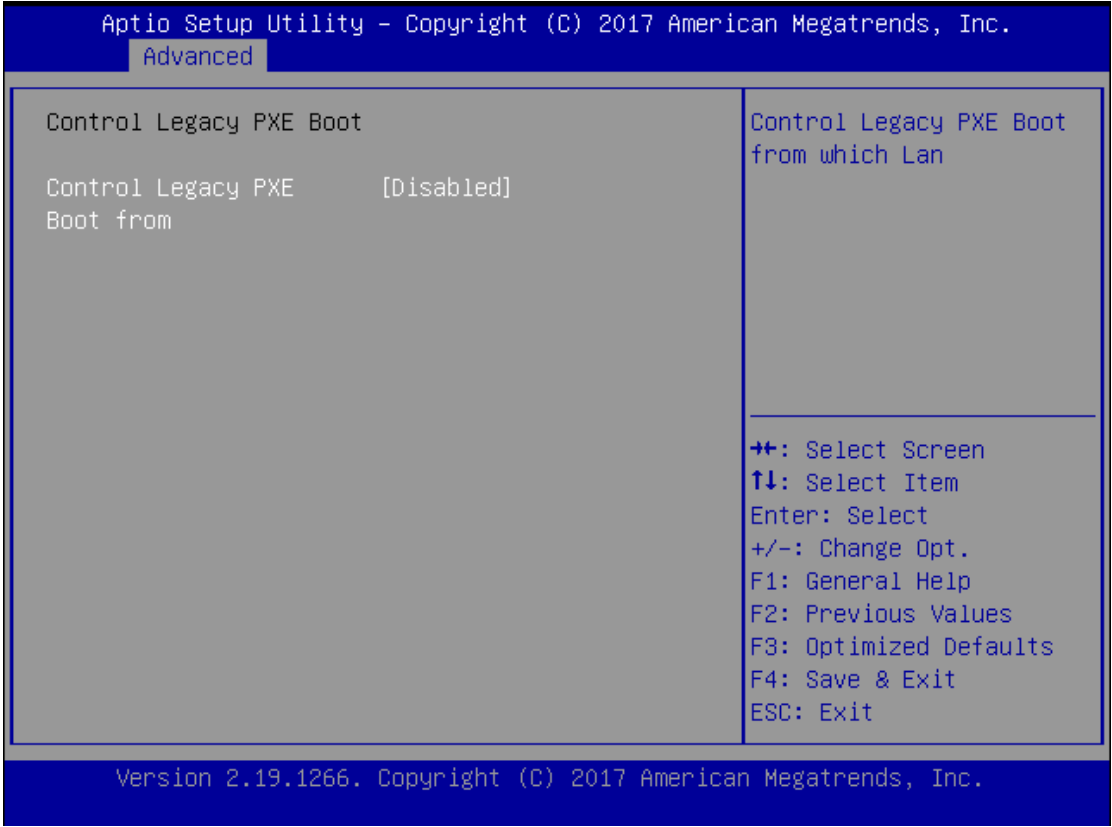 Aptio Setup Utility – Copyright (C) 2017 American Megatrends, Inc.
Advanced
Control Legacy PXE Boot
Control Legacy PXE [Disabled]
Boot from
Control Legacy PXE Boot
from which Lan
→←: Select Screen
↑↓: Select Item
Enter: Select
+/-: Change Opt.
F1: General Help
F2: Previous Values
F3: Optimized Defaults
F4: Save & Exit
ESC: Exit
Version 2.19.1266. Copyright (C) 2017 American Megatrends, Inc.